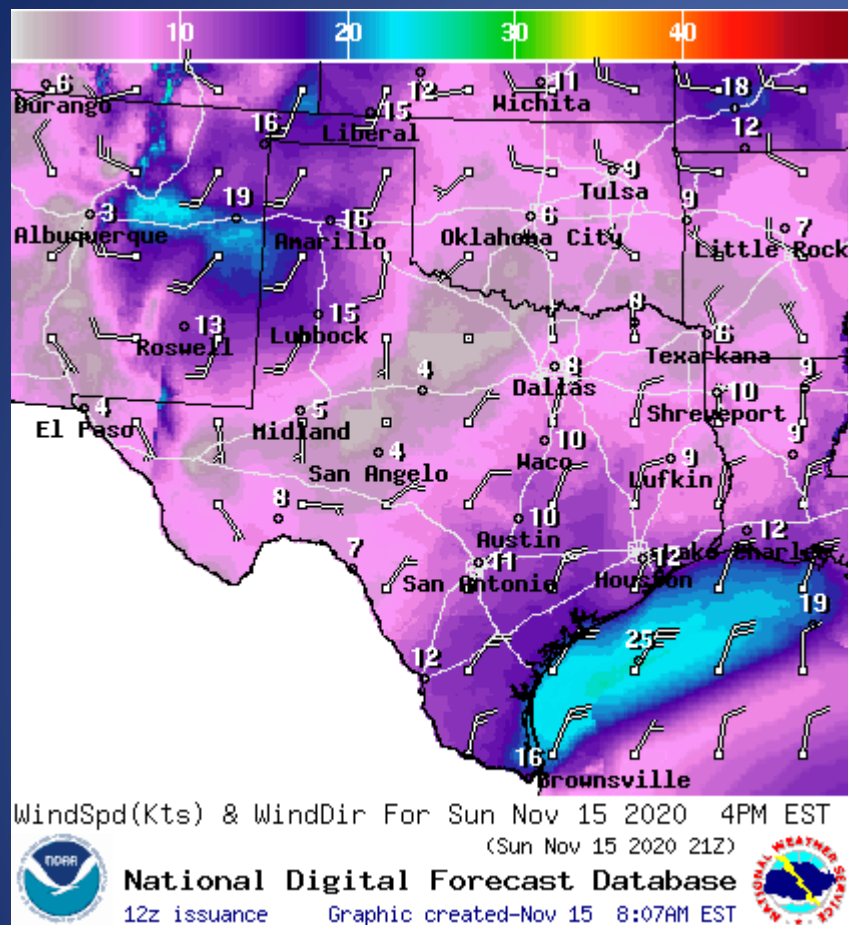 10 20 30 40
6 12 11 18
Durango Wichita
15
Liberal
16 12
9
Tulsa
3 19 16 6 9 7
Albuquerque Amarillo Oklahoma City Little Rock
13 15
Roswell Lubbock
6
Texarkana
Dallas
4 9
4 5 10
El Paso Midland Shreveport
4 10 9 9
San Angelo Waco Lufkin
8 10 12
Austin
7 11 12 Lake Charles
San Antonio Houston
19
25
12
16
Brownsville
WindSpd(Kts) & WindDir For Sun Nov 15 2020 4PM EST
(Sun Nov 15 2020 21Z)
National Digital Forecast Database
12z issuance Graphic created-Nov 15 8:07AM EST
NOAA
NATIONAL WEATHER SERVICE